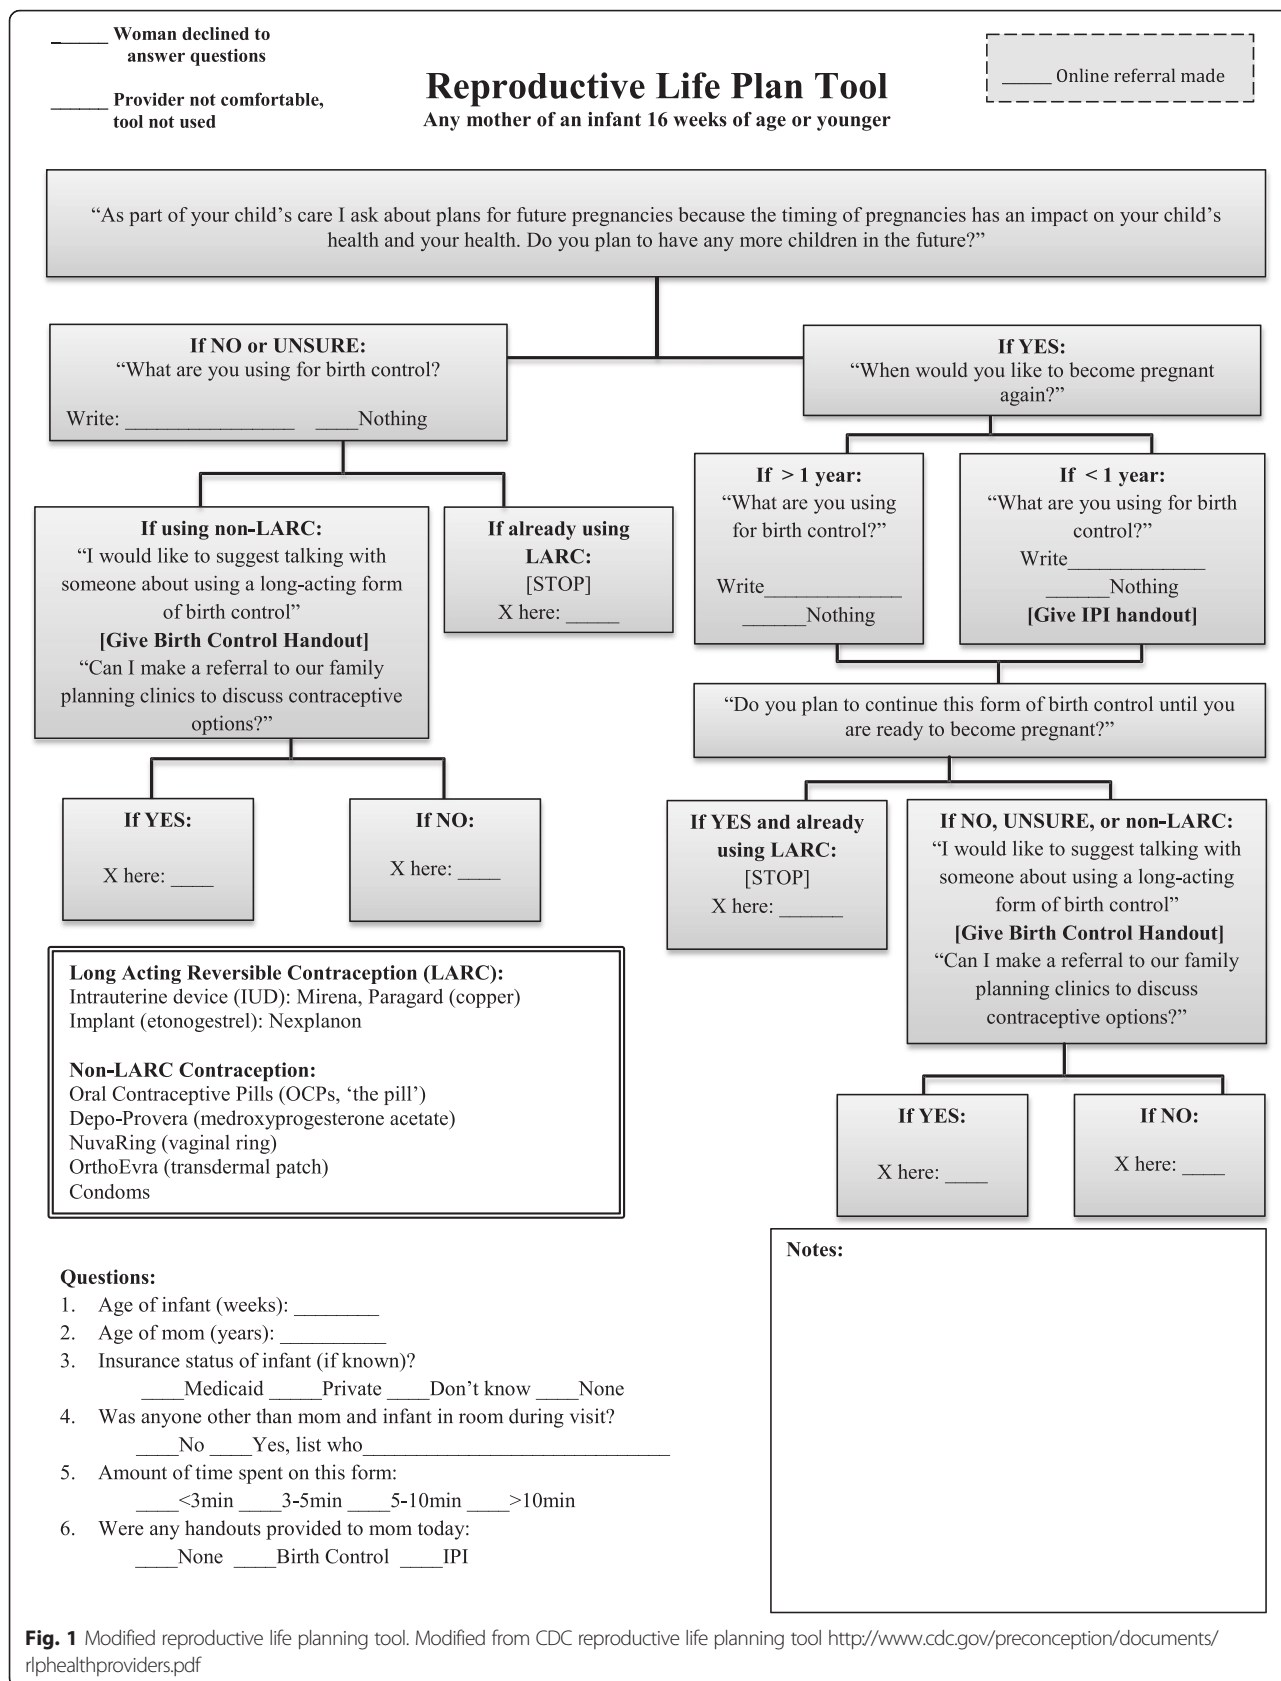 ______ Woman declined to
answer questions
______ Provider not comfortable,
tool not used
Reproductive Life Plan Tool
Any mother of an infant 16 weeks of age or younger
_____ Online referral made
“As part of your child’s care I ask about plans for future pregnancies because the timing of pregnancies has an impact on your child’s
health and your health. Do you plan to have any more children in the future?”
If NO or UNSURE:
“What are you using for birth control?
Write: ________________ ____Nothing
If YES:
“When would you like to become pregnant
again?”
If using non-LARC:
“I would like to suggest talking with
someone about using a long-acting form
of birth control”
[Give Birth Control Handout]
“Can I make a referral to our family
planning clinics to discuss contraceptive
options?”
If already using
LARC:
[STOP]
X here: _____
If > 1 year:
“What are you using
for birth control?”
Write_____________
______Nothing
If < 1 year:
“What are you using for birth
control?”
Write_____________
______Nothing
[Give IPI handout]
“Do you plan to continue this form of birth control until you
are ready to become pregnant?”
If YES:
X here: ____
If NO:
X here: ____
If YES and already
using LARC:
[STOP]
X here: ______
If NO, UNSURE, or non-LARC:
“I would like to suggest talking with
someone about using a long-acting
form of birth control”
[Give Birth Control Handout]
“Can I make a referral to our family
planning clinics to discuss
contraceptive options?”
If YES:
X here: ____
If NO:
X here: ____
Long Acting Reversible Contraception (LARC):
Intrauterine device (IUD): Mirena, Paragard (copper)
Implant (etonogestrel): Nexplanon
Non-LARC Contraception:
Oral Contraceptive Pills (OCPs, ‘the pill’)
Depo-Provera (medroxyprogesterone acetate)
NuvaRing (vaginal ring)
OrthoEvra (transdermal patch)
Condoms
Notes:
Questions:
1. Age of infant (weeks): ________
2. Age of mom (years): __________
3. Insurance status of infant (if known)?
____Medicaid _____Private ____Don’t know ____None
4. Was anyone other than mom and infant in room during visit?
____No ____Yes, list who_____________________________
5. Amount of time spent on this form:
____<3min ____3-5min ____5-10min ____>10min
6. Were any handouts provided to mom today:
____None ____Birth Control ____IPI
Fig. 1 Modified reproductive life planning tool. Modified from CDC reproductive life planning tool http://www.cdc.gov/preconception/documents/
rlphealthproviders.pdf